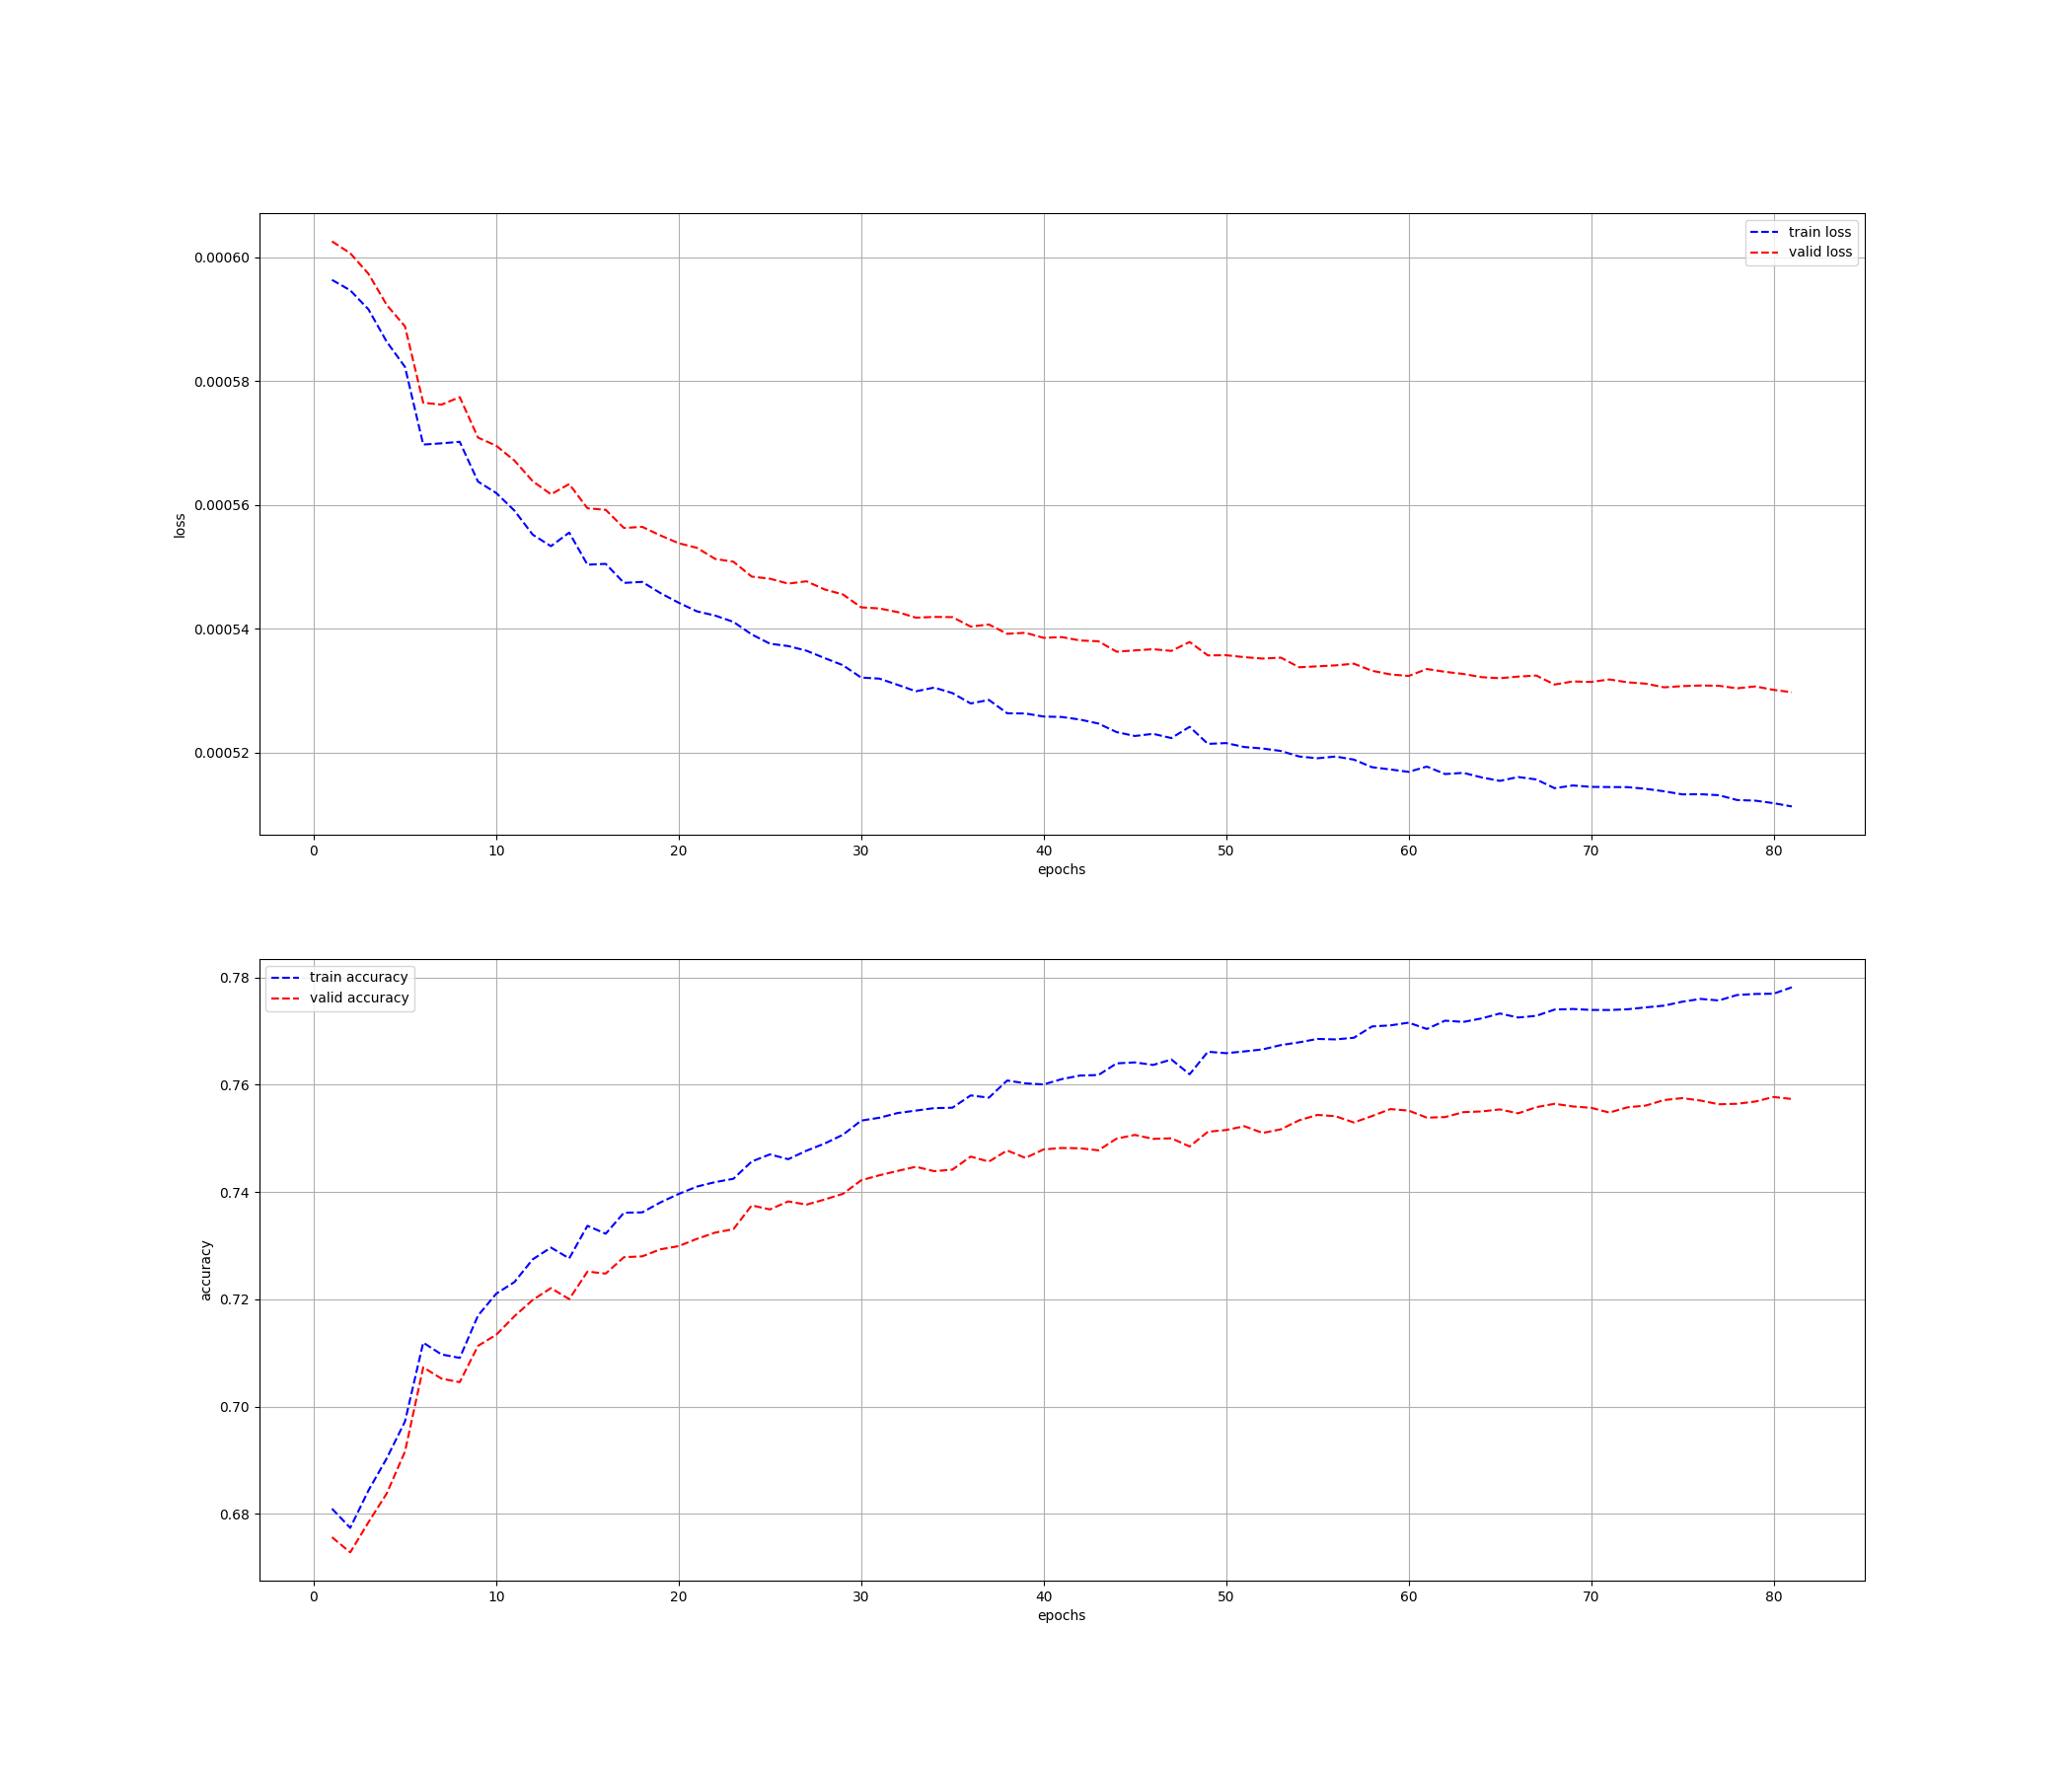 train loss
valid loss
0.00060
0.00058
0.00056
0.00054
0.00052
loss
0 10 20 30 40 50 60 70 80
epochs
train accuracy
valid accuracy
0.78
0.76
0.74
0.72
0.70
0.68
accuracy
0 10 20 30 40 50 60 70 80
epochs